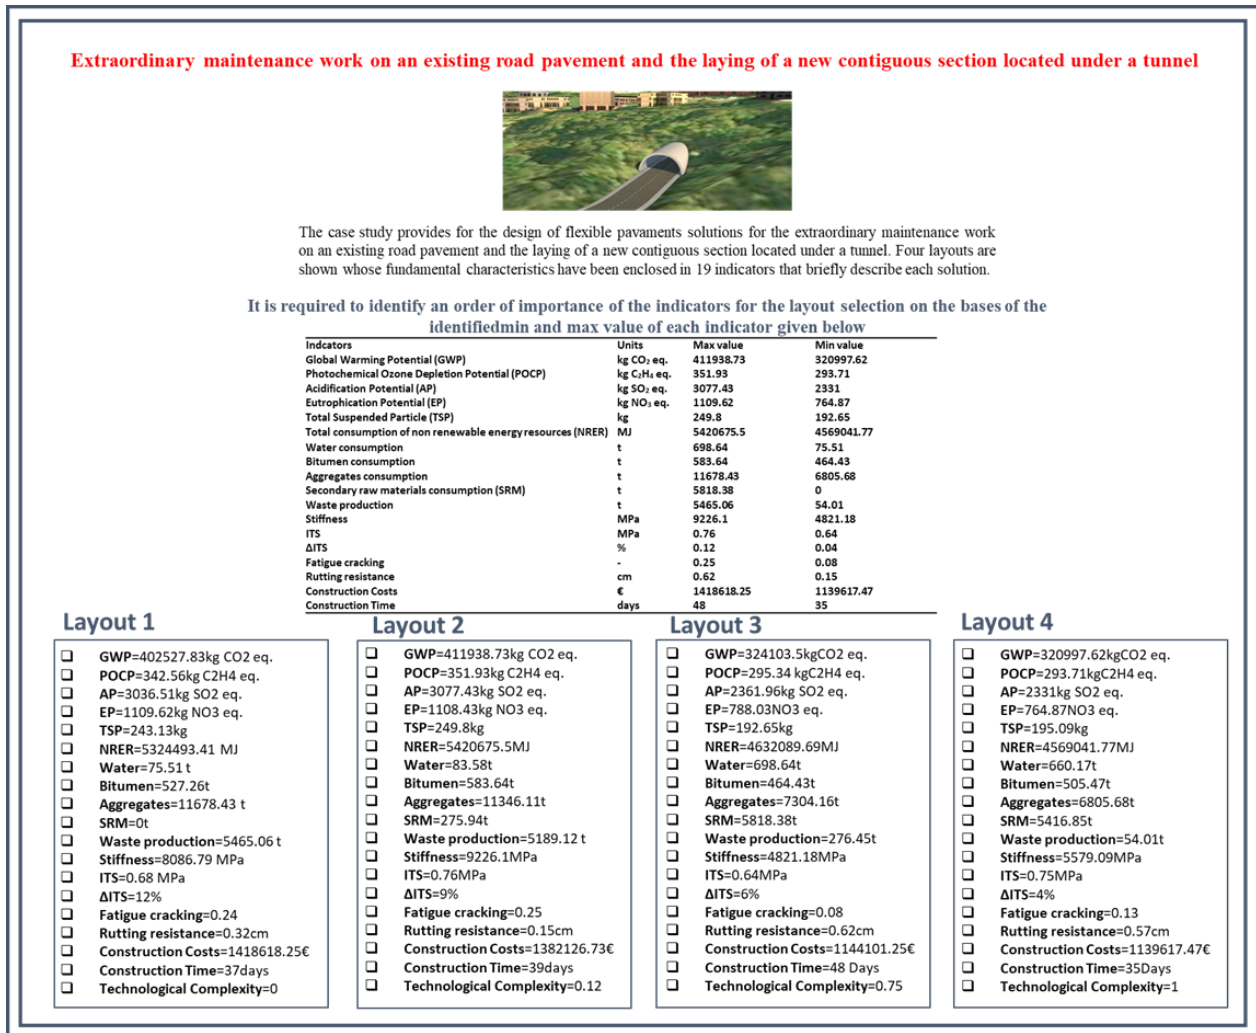 Extraordinary maintenance work on an existing road pavement and the laying of a new contiguous section located under a tunnel
The case study provides for the design of flexible pavaments solutions for the extraordinary maintenance work
on an existing road pavement and the laying of a new contiguous section located under a tunnel. Four layouts are
shown whose fundamental characteristics have been enclosed in 19 indicators that briefly describe each solution.
It is required to identify an order of importance of the indicators for the layout selection on the bases of the
identifiedmin and max value of each indicator given below
Indcators Units Max value Min value
Global Warming Potential (GWP) kg CO₂ eq. 411938.73 320997.62
Photochemical Ozone Depletion Potential (POCP) kg C₂H₄ eq. 351.93 293.71
Acidification Potential (AP) kg SO₂ eq. 3077.43 2331
Eutrophication Potential (EP) kg NO₃ eq. 1109.62 764.87
Total Suspended Particle (TSP) kg 249.8 192.65
Total consumption of non renewable energy resources (NRER) MJ 5420675.5 4569041.77
Water consumption t 698.64 75.51
Bitumen consumption t 583.64 464.43
Aggregates consumption t 11678.43 6805.68
Secondary raw materials consumption (SRM) t 5818.38 0
Waste production t 5465.06 54.01
Stiffness MPa 9226.1 4821.18
ITS MPa 0.76 0.64
ΔITS % 0.12 0.04
Fatigue cracking - 0.25 0.08
Rutting resistance cm 0.62 0.15
Construction Costs € 1418618.25 1139617.47
Construction Time days 48 35
Layout 1
GWP=402527.83kg CO2 eq.
POCP=342.56kg C2H4 eq.
AP=3036.51kg SO2 eq.
EP=1109.62kg NO3 eq.
TSP=243.13kg
NRER=5324493.41 MJ
Water=75.51 t
Bitumen=527.26t
Aggregates=11678.43 t
SRM=0t
Waste production=5465.06 t
Stiffness=8086.79 MPa
ITS=0.68 MPa
ΔITS=12%
Fatigue cracking=0.24
Rutting resistance=0.32cm
Construction Costs=1418618.25€
Construction Time=37days
Technological Complexity=0
Layout 2
GWP=411938.73kg CO2 eq.
POCP=351.93kg C2H4 eq.
AP=3077.43kg SO2 eq.
EP=1108.43kg NO3 eq.
TSP=249.8kg
NRER=5420675.5MJ
Water=83.58t
Bitumen=583.64t
Aggregates=11346.11t
SRM=275.94t
Waste production=5189.12 t
Stiffness=9226.1MPa
ITS=0.76MPa
ΔITS=9%
Fatigue cracking=0.25
Rutting resistance=0.15cm
Construction Costs=1382126.73€
Construction Time=39days
Technological Complexity=0.12
Layout 3
GWP=324103.5kgCO2 eq.
POCP=295.34 kgC2H4 eq.
AP=2361.96kg SO2 eq.
EP=788.03kg NO3 eq.
TSP=192.65kg
NRER=4632089.69MJ
Water=698.64t
Bitumen=464.43t
Aggregates=7304.16t
SRM=5818.38t
Waste production=276.45t
Stiffness=4821.18MPa
ITS=0.64MPa
ΔITS=6%
Fatigue cracking=0.08
Rutting resistance=0.62cm
Construction Costs=1144101.25€
Construction Time=48 Days
Technological Complexity=0.75
Layout 4
GWP=320997.62kgCO2 eq.
POCP=293.71kgC2H4 eq.
AP=2331kg SO2 eq.
EP=764.87NO3 eq.
TSP=195.09kg
NRER=4569041.77MJ
Water=660.17t
Bitumen=505.47t
Aggregates=6805.68t
SRM=5416.85t
Waste production=54.01t
Stiffness=5579.09MPa
ITS=0.75MPa
ΔITS=4%
Fatigue cracking=0.13
Rutting resistance=0.57cm
Construction Costs=1139617.47€
Construction Time=35Days
Technological Complexity=1